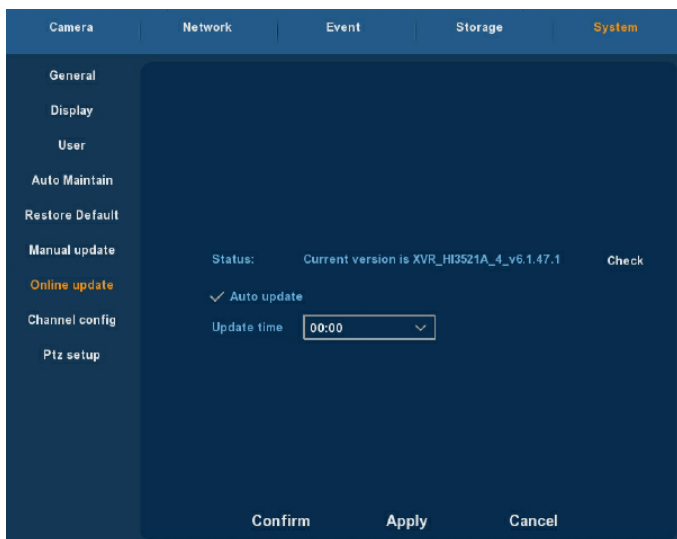 Camera Network Event Storage System
General
Display
User
Auto Maintain
Restore Default
Manual update
Status: Current version is XVR_HI3521A_4_v6.1.47.1 Check
Online update
Auto update
Channel config
Update time 00:00
Ptz setup
Confirm Apply Cancel